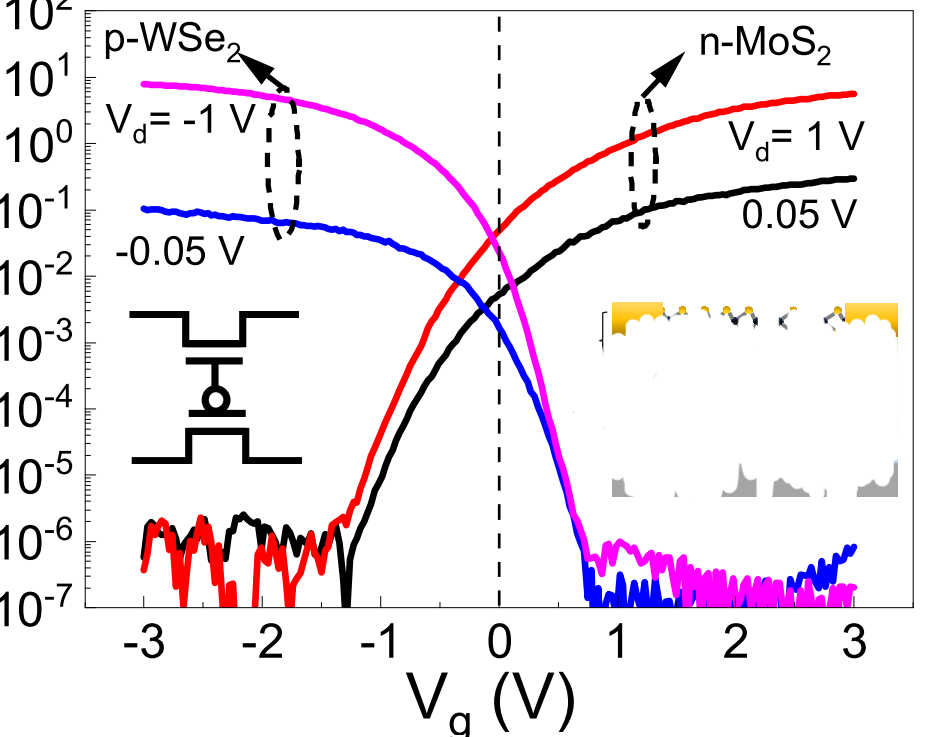 10²
p-WSe₂
n-MoS₂
10¹
V_d= -1 V
V_d= 1 V
10⁰
10⁻¹
0.05 V
-0.05 V
10⁻²
10⁻³
10⁻⁴
10⁻⁵
10⁻⁶
10⁻⁷
-3 -2 -1 0 1 2 3
V_g (V)